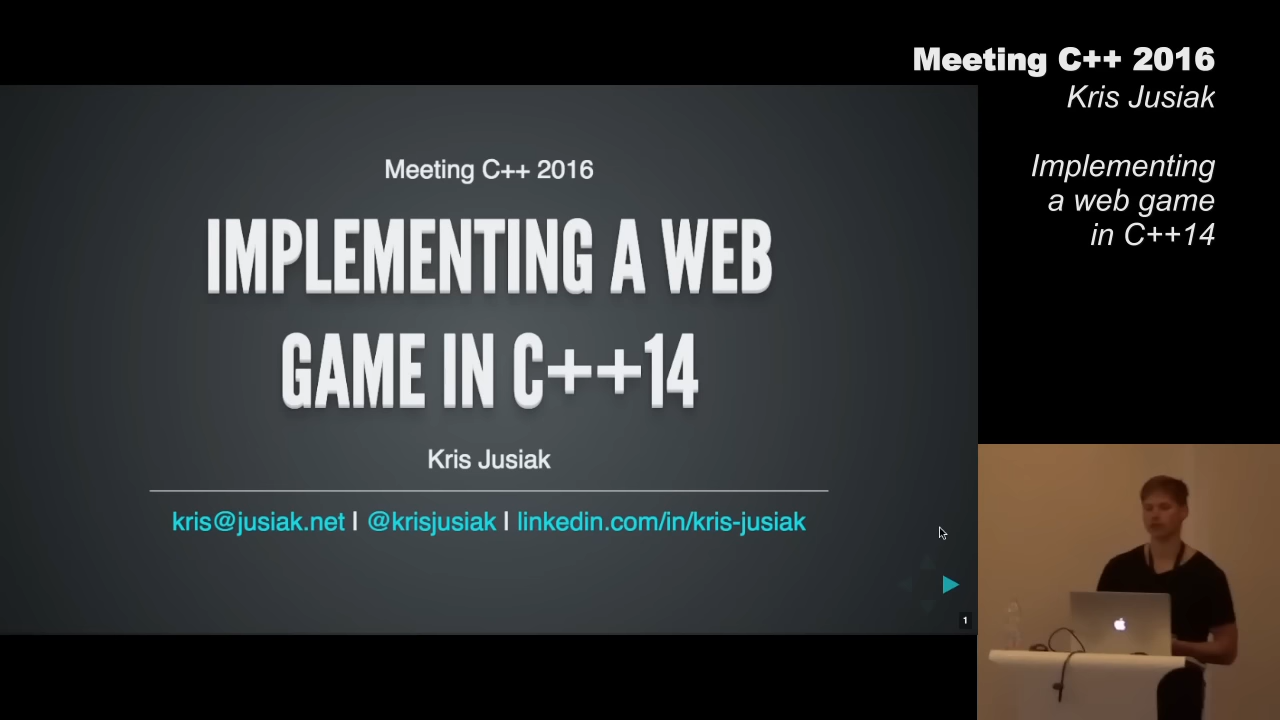 Meeting C++ 2016
Kris Jusiak
Implementing
a web game
in C++14
Meeting C++ 2016
IMPLEMENTING A WEB
GAME IN C++14
Kris Jusiak
kris@jusiak.net | @krisjusiak | linkedin.com/in/kris-jusiak
1